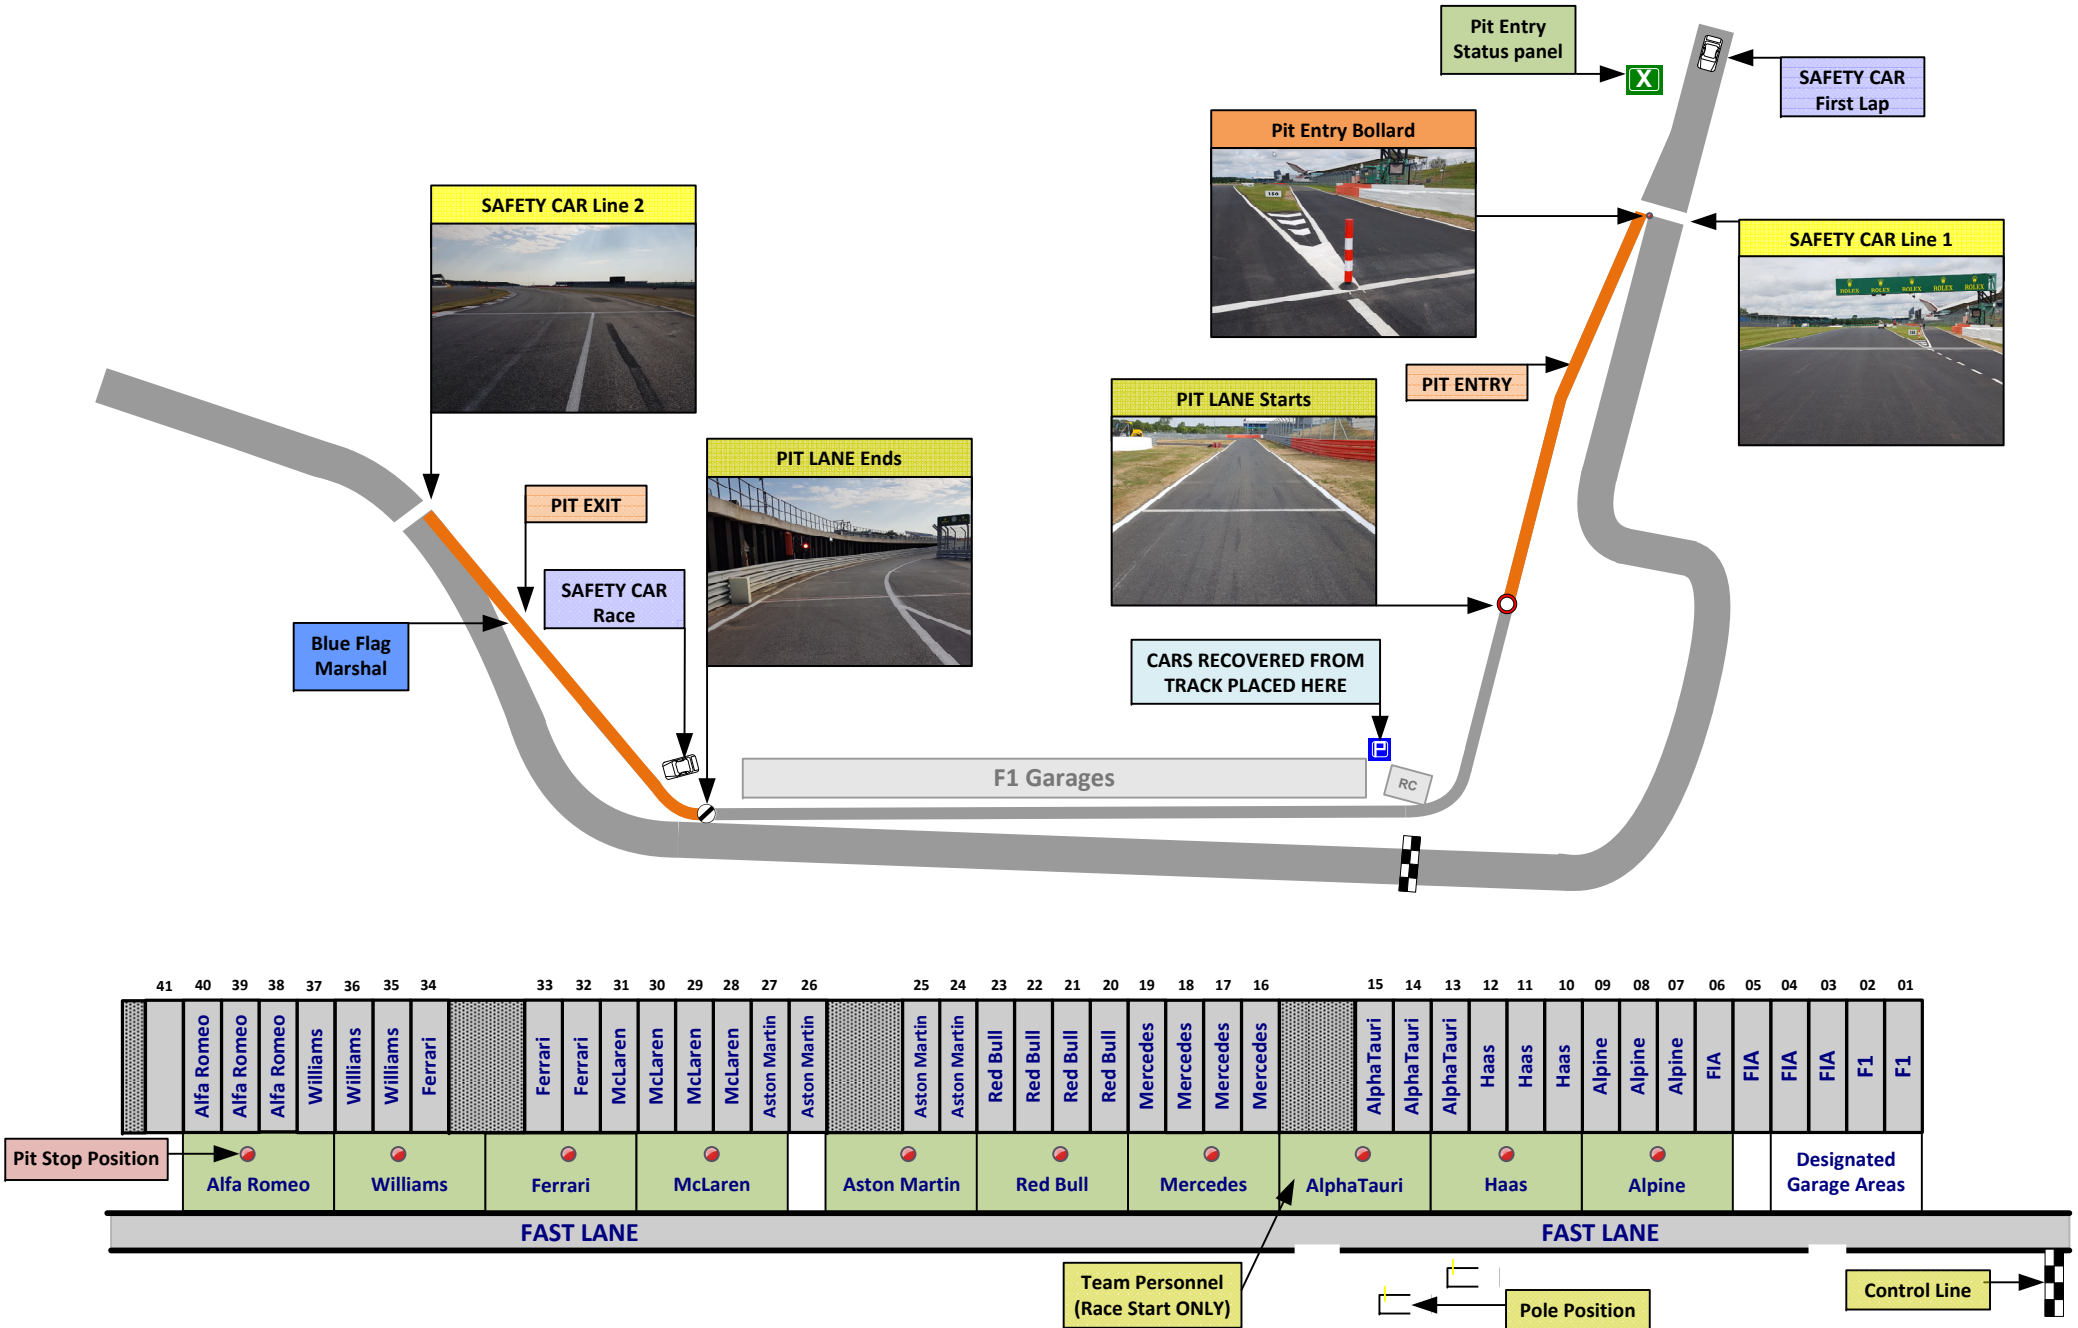 Pit Entry
Status panel
X
SAFETY CAR
First Lap
Pit Entry Bollard
150
SAFETY CAR Line 2
SAFETY CAR Line 1
ROLEX ROLEX ROLEX ROLEX ROLEX
PIT ENTRY
PIT LANE Starts
PIT LANE Ends
PIT EXIT
SAFETY CAR
Race
Blue Flag
Marshal
CARS RECOVERED FROM
TRACK PLACED HERE
P
F1 Garages
RC
41 40 39 38 37 36 35 34 33 32 31 30 29 28 27 26 25 24 23 22 21 20 19 18 17 16 15 14 13 12 11 10 09 08 07 06 05 04 03 02 01
Alfa Romeo
Alfa Romeo
Alfa Romeo
Williams
Williams
Williams
Ferrari
Ferrari
Ferrari
McLaren
McLaren
McLaren
McLaren
Aston Martin
Aston Martin
Aston Martin
Aston Martin
Red Bull
Red Bull
Red Bull
Red Bull
Mercedes
Mercedes
Mercedes
Mercedes
AlphaTauri
AlphaTauri
AlphaTauri
Haas
Haas
Haas
Alpine
Alpine
Alpine
FIA
FIA
FIA
FIA
F1
F1
Pit Stop Position
Alfa Romeo
Williams
Ferrari
McLaren
Aston Martin
Red Bull
Mercedes
AlphaTauri
Haas
Alpine
Designated
Garage Areas
FAST LANE
FAST LANE
Team Personnel
(Race Start ONLY)
Pole Position
Control Line